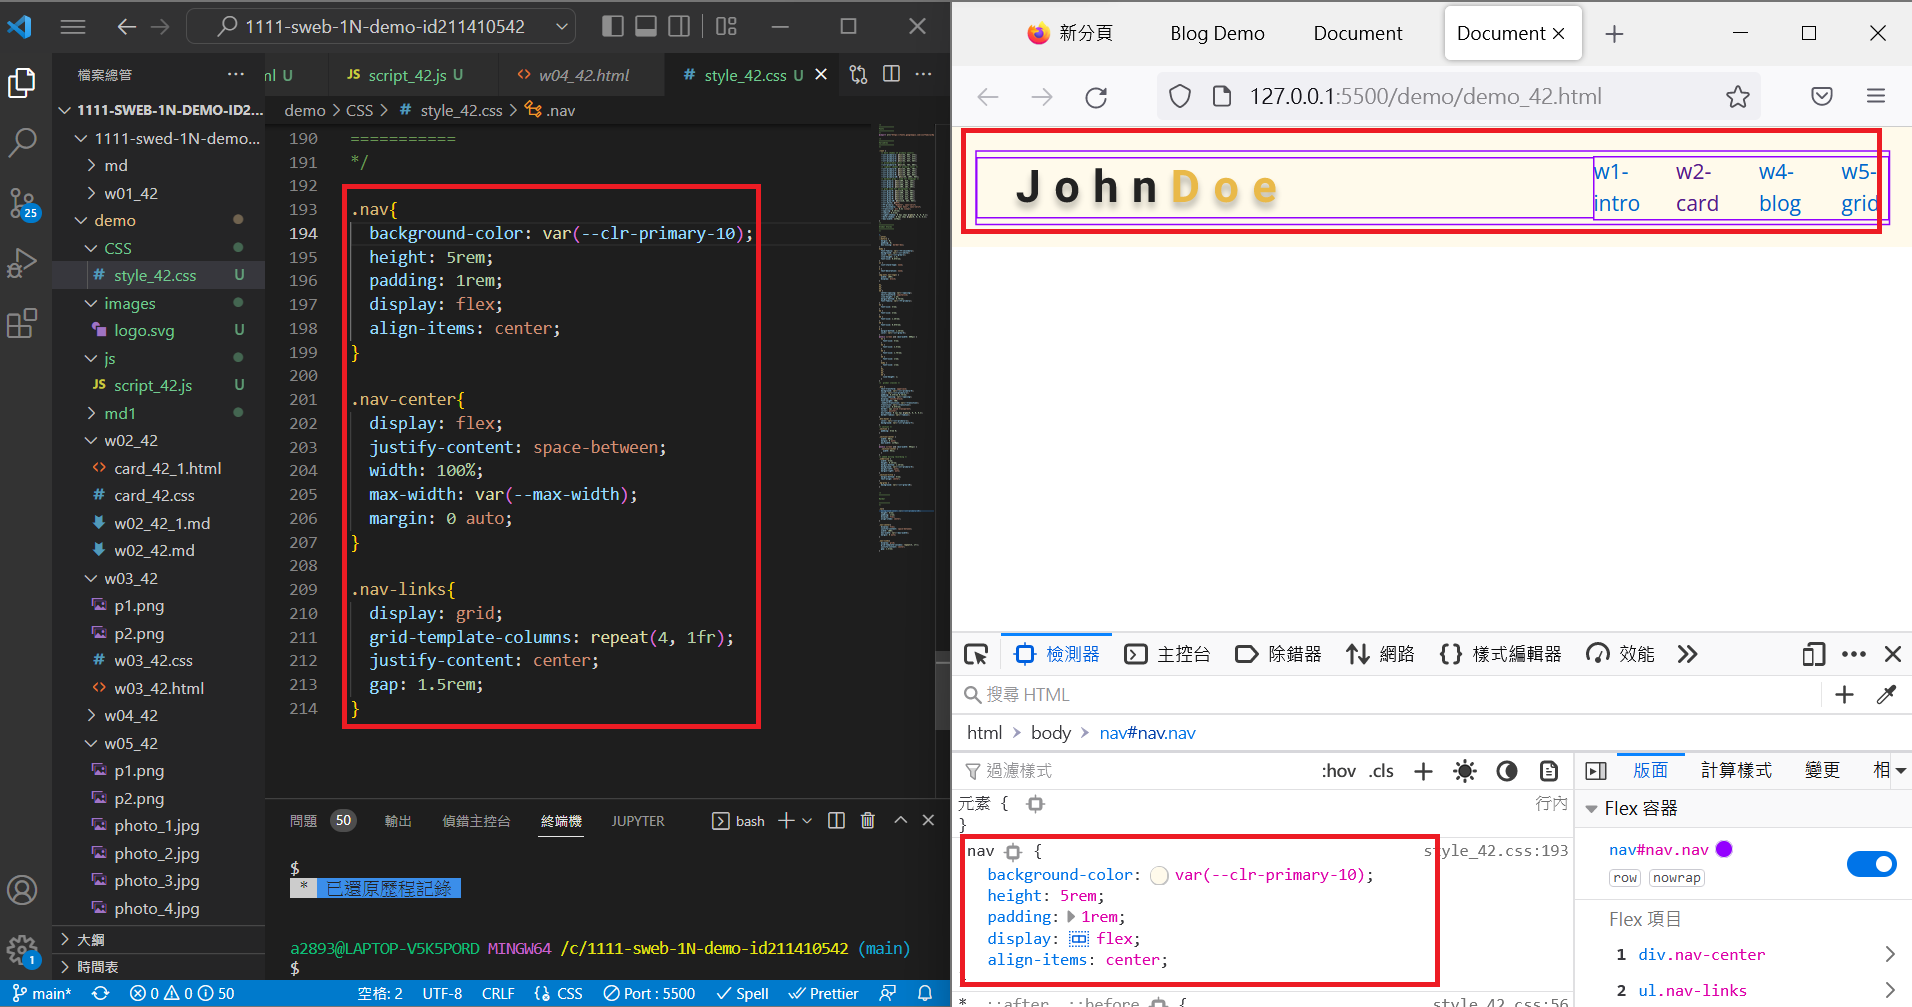 1111-sweb-1N-demo-id211410542
檔案總管
ml U
JS script_42.js U
<> w04_42.html
# style_42.css U
1111-SWEB-1N-DEMO-ID2...
1111-swed-1N-demo...
md
w01_42
demo
CSS
# style_42.css U
images
logo.svg U
js
JS script_42.js U
md1
w02_42
<> card_42_1.html
# card_42.css
w02_42_1.md
w02_42.md
w03_42
p1.png
p2.png
# w03_42.css
<> w03_42.html
w04_42
w05_42
p1.png
p2.png
photo_1.jpg
photo_2.jpg
photo_3.jpg
photo_4.jpg
大綱
時間表
25
1
demo > CSS > # style_42.css > .nav
190 ===========
191 */
192
193 .nav{
194 background-color: var(--clr-primary-10);
195 height: 5rem;
196 padding: 1rem;
197 display: flex;
198 align-items: center;
199 }
200
201 .nav-center{
202 display: flex;
203 justify-content: space-between;
204 width: 100%;
205 max-width: var(--max-width);
206 margin: 0 auto;
207 }
208
209 .nav-links{
210 display: grid;
211 grid-template-columns: repeat(4, 1fr);
212 justify-content: center;
213 gap: 1.5rem;
214 }
問題 50 輸出 偵錯主控台 終端機 JUPYTER bash
$
* 已還原歷程記錄
a2893@LAPTOP-V5K5PORD MINGW64 /c/1111-sweb-1N-demo-id211410542 (main)
$
main* 0 0 50 空格: 2 UTF-8 CRLF {} CSS Port : 5500 Spell Prettier
新分頁 Blog Demo Document Document
127.0.0.1:5500/demo/demo_42.html
JohnDoe
w1-intro
w2-card
w4-blog
w5-grid
檢測器 主控台 除錯器 網路 {} 樣式編輯器 效能
搜尋 HTML
html > body > nav#nav.nav
過濾樣式 :hov .cls
元素 { 行內
}
nav { style_42.css:193
background-color: var(--clr-primary-10);
height: 5rem;
padding: 1rem;
display: flex;
align-items: center;
*, ::after, ::before { style_42.css:56
版面 計算樣式 變更 相
Flex 容器
nav#nav.nav
row nowrap
Flex 項目
1 div.nav-center
2 ul.nav-links